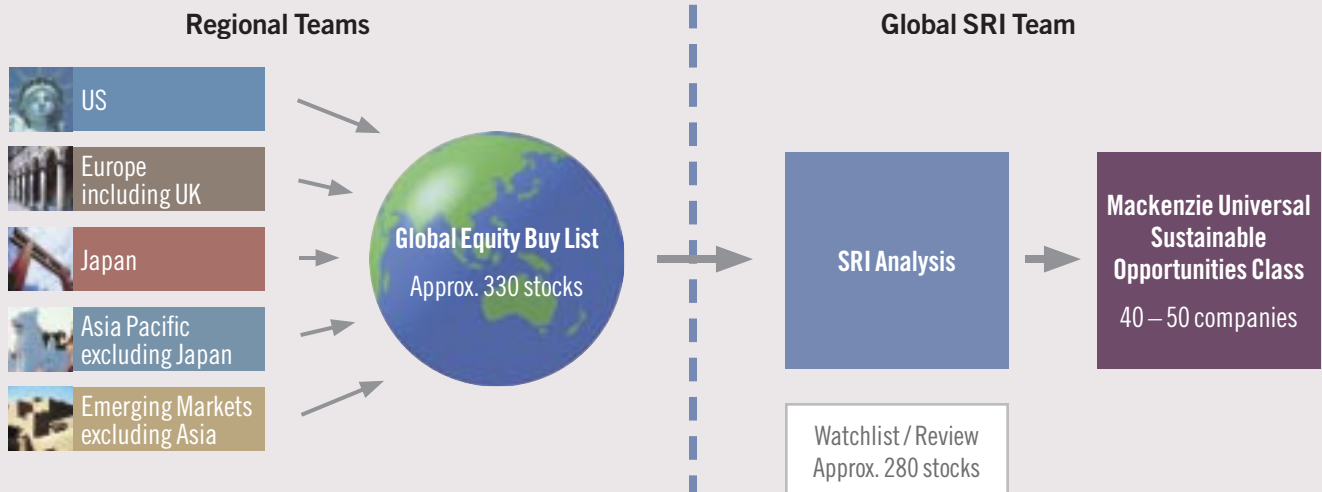 Regional Teams
US
Europe
including UK
Japan
Asia Pacific
excluding Japan
Emerging Markets
excluding Asia
Global Equity Buy List
Approx. 330 stocks
Global SRI Team
SRI Analysis
Watchlist / Review
Approx. 280 stocks
Mackenzie Universal
Sustainable
Opportunities Class
40 – 50 companies